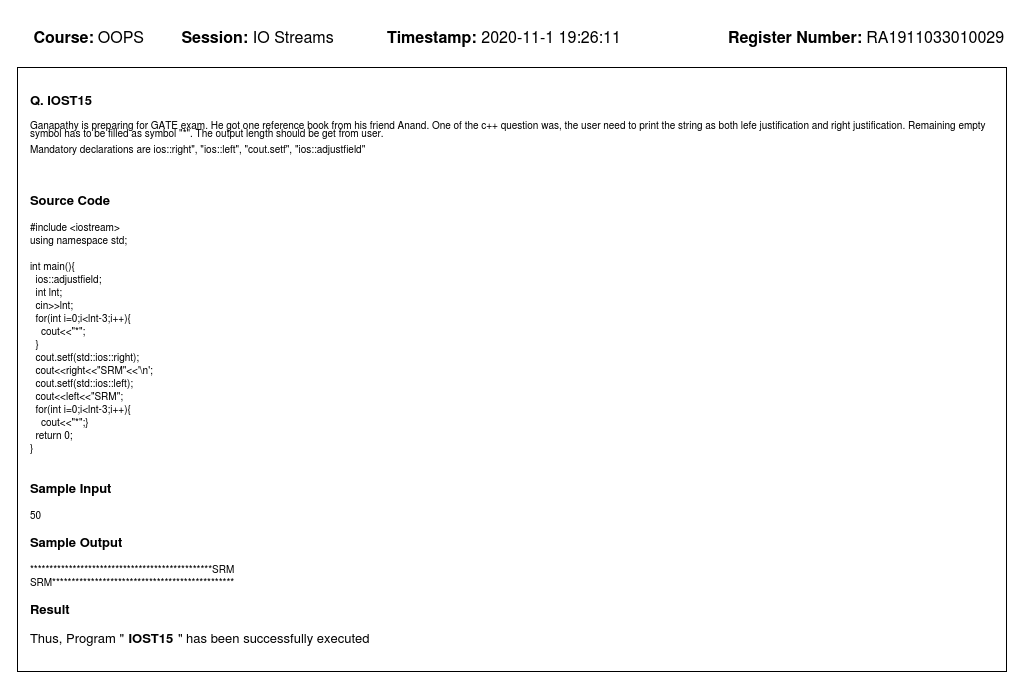 Course: OOPS Session: IO Streams Timestamp: 2020-11-1 19:26:11 Register Number: RA1911033010029
Q. IOST15
Ganapathy is preparing for GATE exam. He got one reference book from his friend Anand. One of the c++ question was, the user need to print the string as both lefe justification and right justification. Remaining empty
symbol has to be filled as symbol "*". The output length should be get from user.
Mandatory declarations are ios::right", "ios::left", "cout.setf", "ios::adjustfield"
Source Code
#include <iostream>
using namespace std;
int main(){
ios::adjustfield;
int lnt;
cin>>lnt;
for(int i=0;i<lnt-3;i++){
cout<<"*";
}
cout.setf(std::ios::right);
cout<<right<<"SRM"<<'\n';
cout.setf(std::ios::left);
cout<<left<<"SRM";
for(int i=0;i<lnt-3;i++){
cout<<"*";}
return 0;
}
Sample Input
50
Sample Output
***********************************************SRM
SRM***********************************************
Result
Thus, Program " IOST15 " has been successfully executed